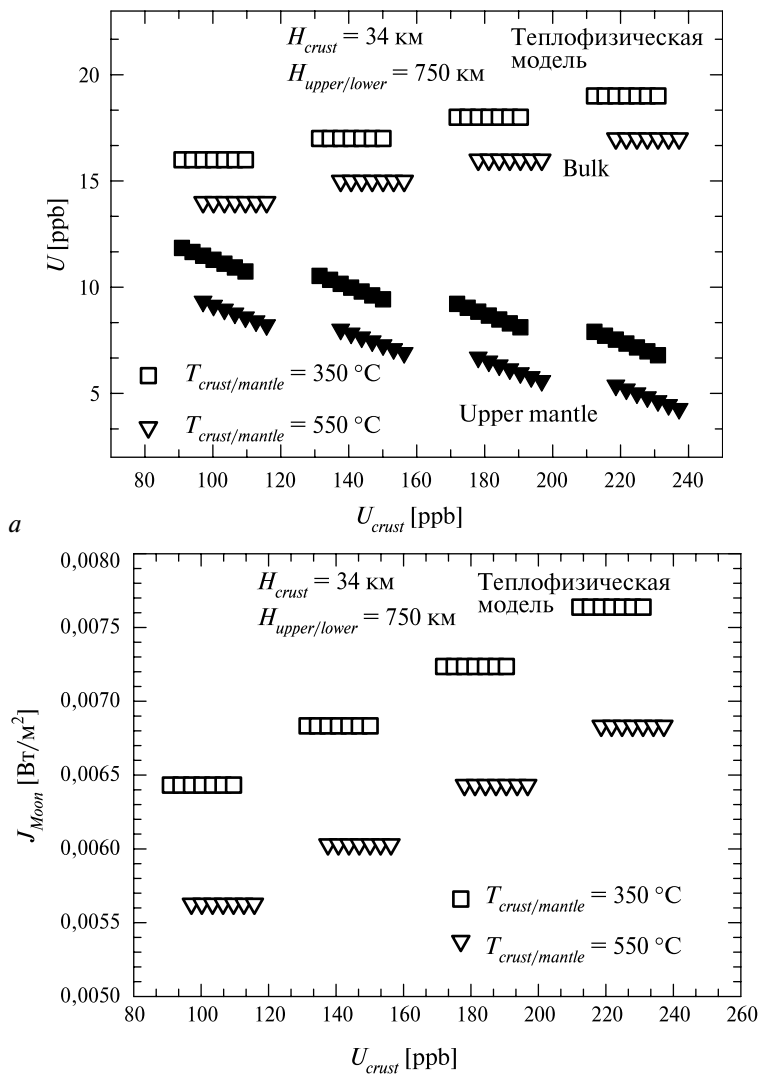 H_crust = 34 км
Теплофизическая
модель
H_upper/lower = 750 км
20
15
10
5
U [ppb]
Bulk
T_crust/mantle = 350 °C
T_crust/mantle = 550 °C
Upper mantle
80 100 120 140 160 180 200 220 240
U_crust [ppb]
а
0,0080
0,0075
0,0070
0,0065
0,0060
0,0055
0,0050
J_Moon [Вт/м²]
H_crust = 34 км
Теплофизическая
модель
H_upper/lower = 750 км
T_crust/mantle = 350 °C
T_crust/mantle = 550 °C
80 100 120 140 160 180 200 220 240 260
U_crust [ppb]